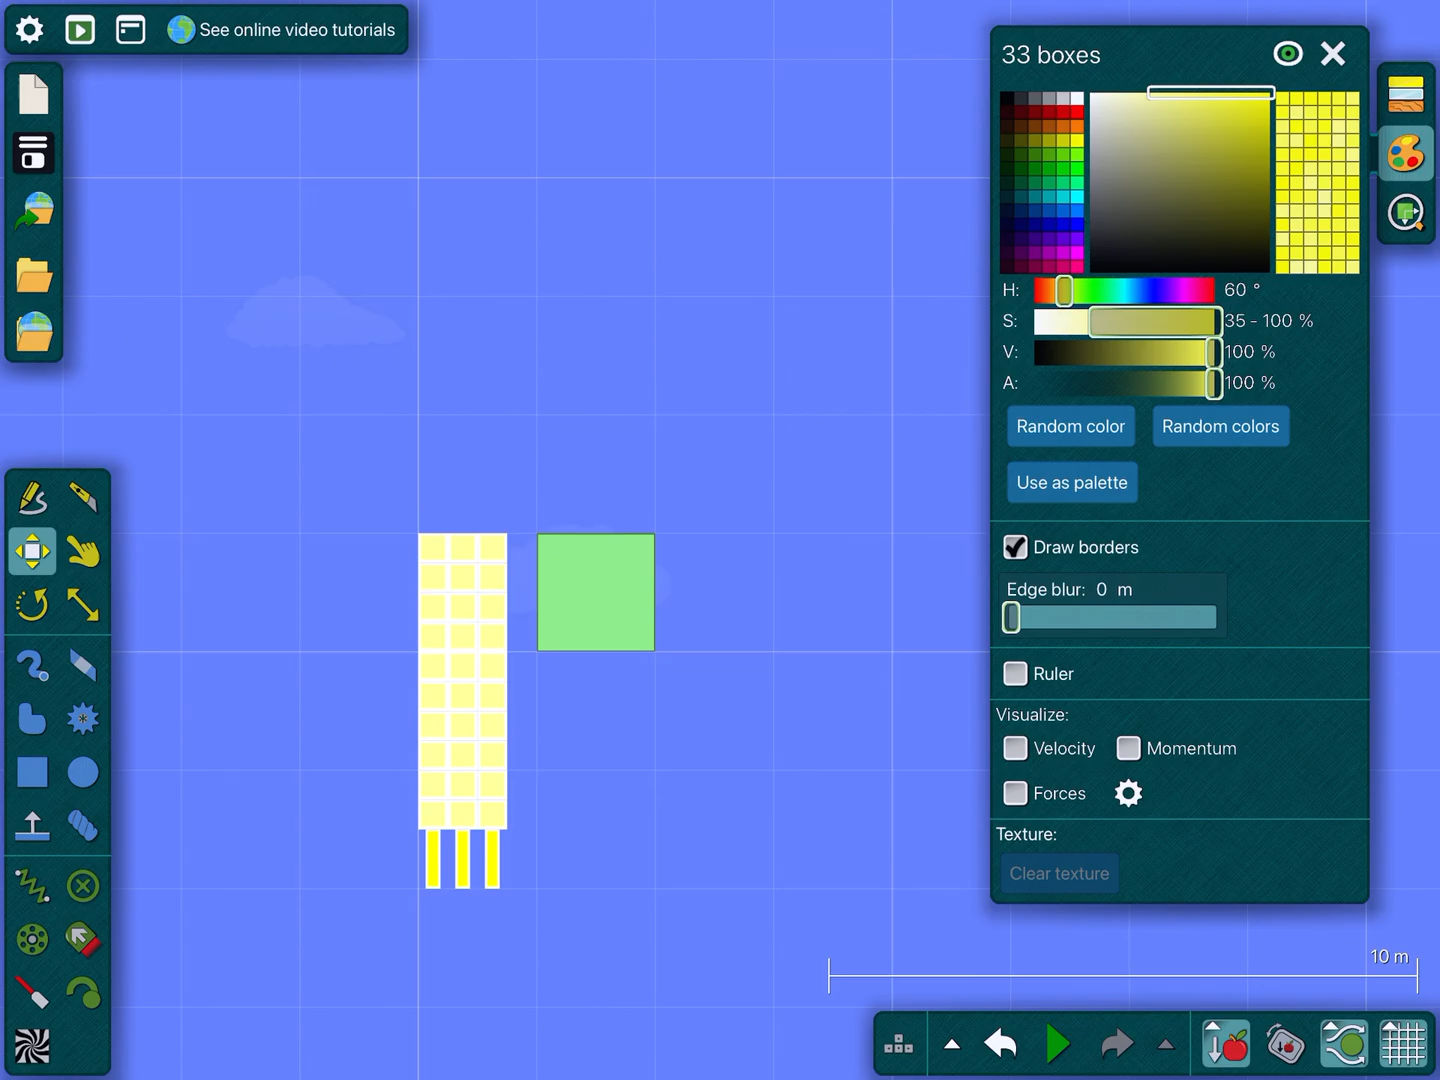 See online video tutorials
33 boxes
H: 60 °
S: 35 - 100 %
V: 100 %
A: 100 %
Random color Random colors
Use as palette
Draw borders
Edge blur: 0 m
Ruler
Visualize:
Velocity Momentum
Forces
Texture:
Clear texture
10 m